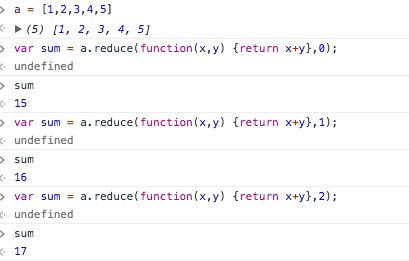 a = [1,2,3,4,5]
(5) [1, 2, 3, 4, 5]
var sum = a.reduce(function(x,y) {return x+y},0);
undefined
sum
15
var sum = a.reduce(function(x,y) {return x+y},1);
undefined
sum
16
var sum = a.reduce(function(x,y) {return x+y},2);
undefined
sum
17